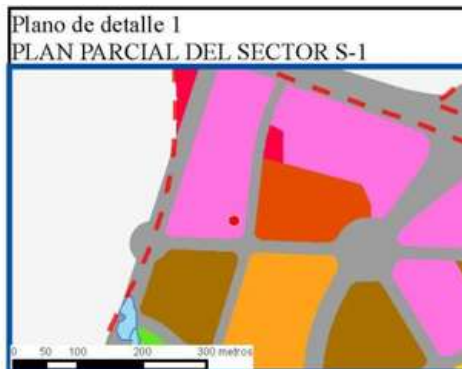 Plano de detalle 1
PLAN PARCIAL DEL SECTOR S-1
0 50 100 200 300 metros